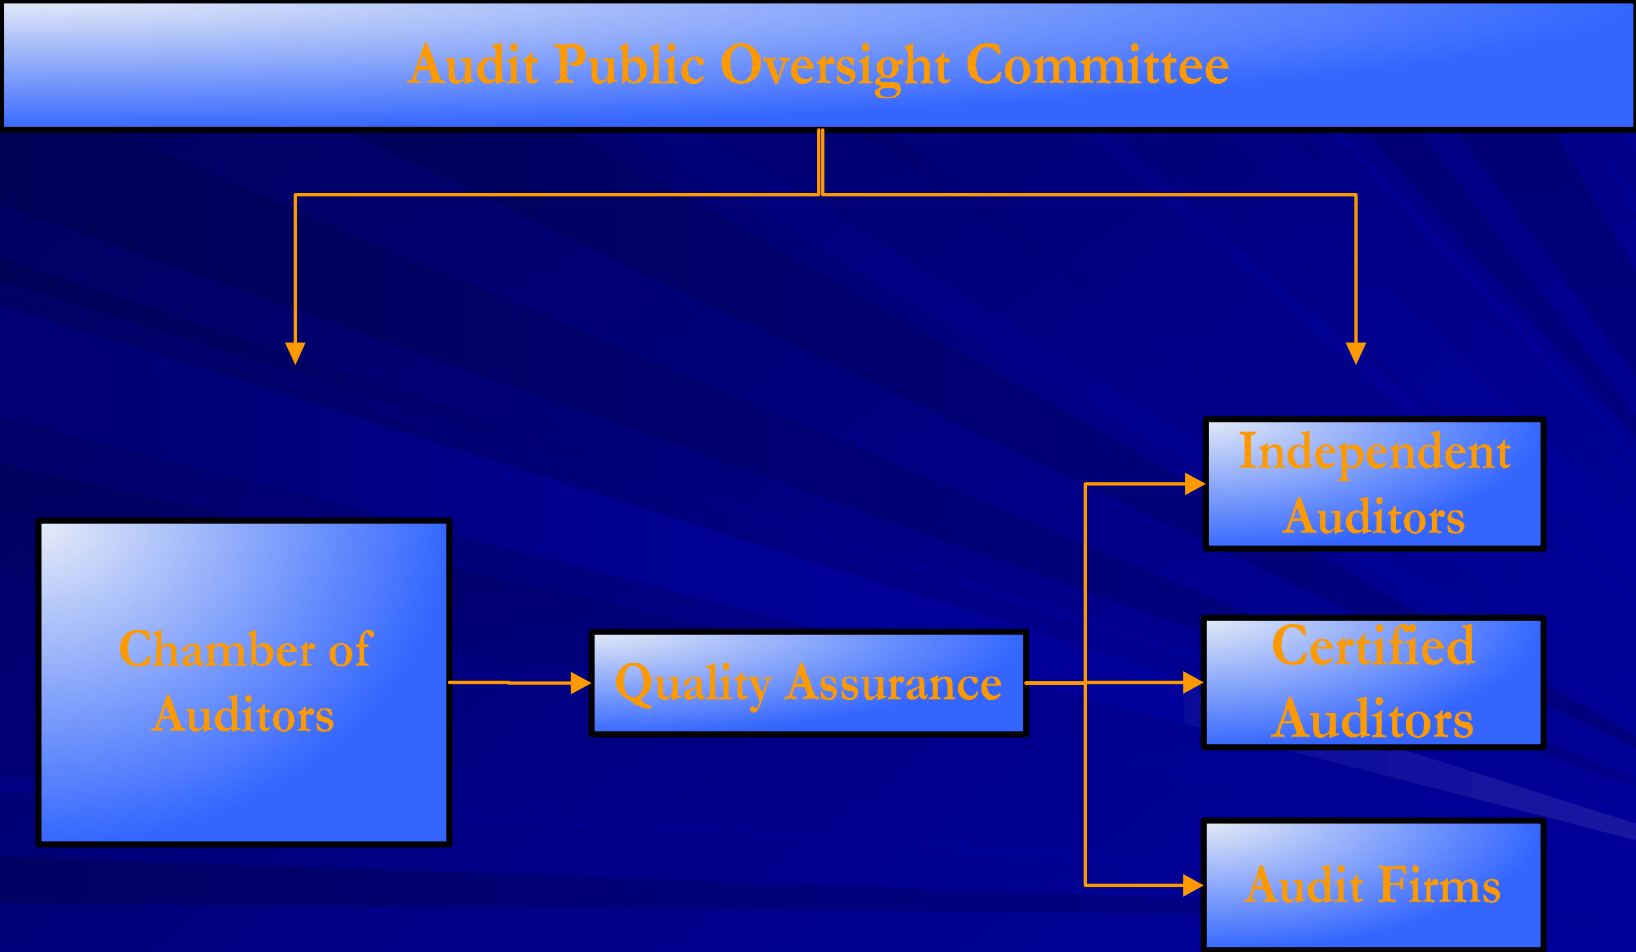 Audit Public Oversight Committee
Independent
Auditors
Chamber of
Auditors
Quality Assurance
Certified
Auditors
Audit Firms